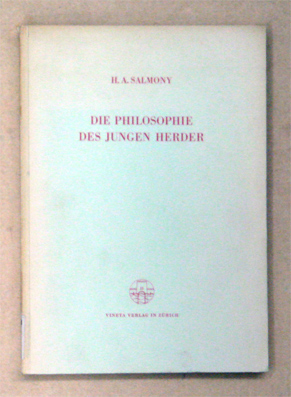 H. A. SALMONY
DIE PHILOSOPHIE
DES JUNGEN HERDER
VINETA VERLAG IN ZÜRICH